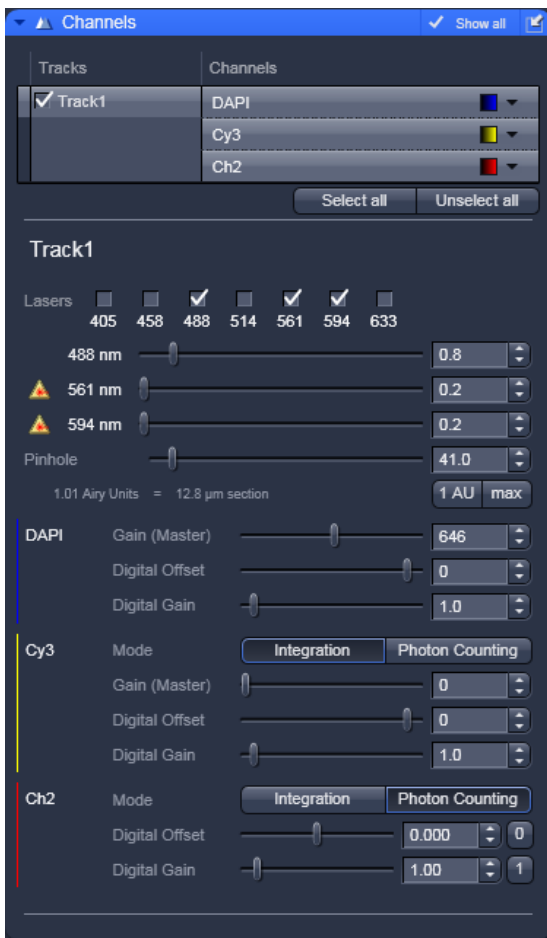 Channels Show all
Tracks Channels
Track1 DAPI
Cy3
Ch2
Select all Unselect all
Track1
Lasers
405 458 488 514 561 594 633
488 nm 0.8
561 nm 0.2
594 nm 0.2
Pinhole 41.0
1.01 Airy Units = 12.8 µm section 1 AU max
DAPI Gain (Master) 646
Digital Offset 0
Digital Gain 1.0
Cy3 Mode Integration Photon Counting
Gain (Master) 0
Digital Offset 0
Digital Gain 1.0
Ch2 Mode Integration Photon Counting
Digital Offset 0.000 0
Digital Gain 1.00 1